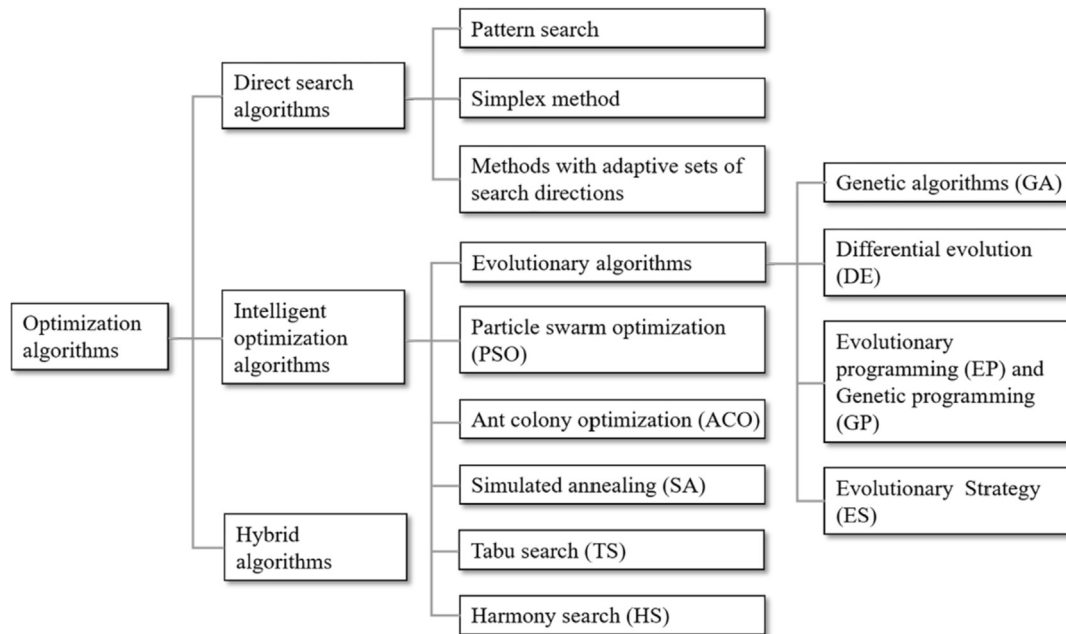 Optimization
algorithms
Direct search
algorithms
Intelligent
optimization
algorithms
Hybrid
algorithms
Pattern search
Simplex method
Methods with adaptive sets of
search directions
Evolutionary algorithms
Particle swarm optimization
(PSO)
Ant colony optimization (ACO)
Simulated annealing (SA)
Tabu search (TS)
Harmony search (HS)
Genetic algorithms (GA)
Differential evolution
(DE)
Evolutionary
programming (EP) and
Genetic programming
(GP)
Evolutionary Strategy
(ES)